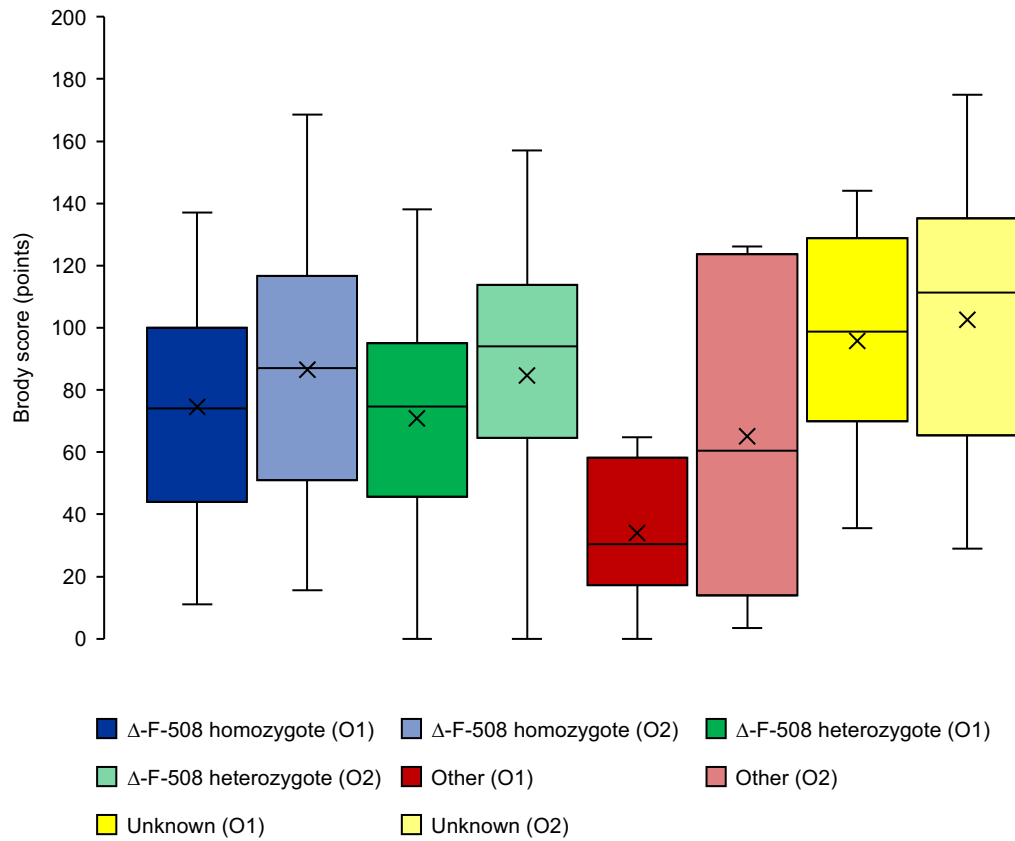 200
180
160
140
120
100
80
60
40
20
0
Brody score (points)
Δ-F-508 homozygote (O1)
Δ-F-508 homozygote (O2)
Δ-F-508 heterozygote (O1)
Δ-F-508 heterozygote (O2)
Other (O1)
Other (O2)
Unknown (O1)
Unknown (O2)